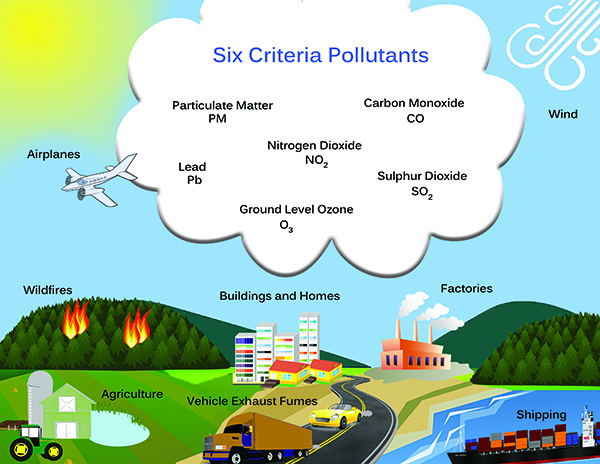 Six Criteria Pollutants
Particulate Matter
PM
Carbon Monoxide
CO
Wind
Nitrogen Dioxide
NO₂
Airplanes
Lead
Pb
Sulphur Dioxide
SO₂
Ground Level Ozone
O₃
Wildfires
Buildings and Homes
Factories
Agriculture
Vehicle Exhaust Fumes
Shipping